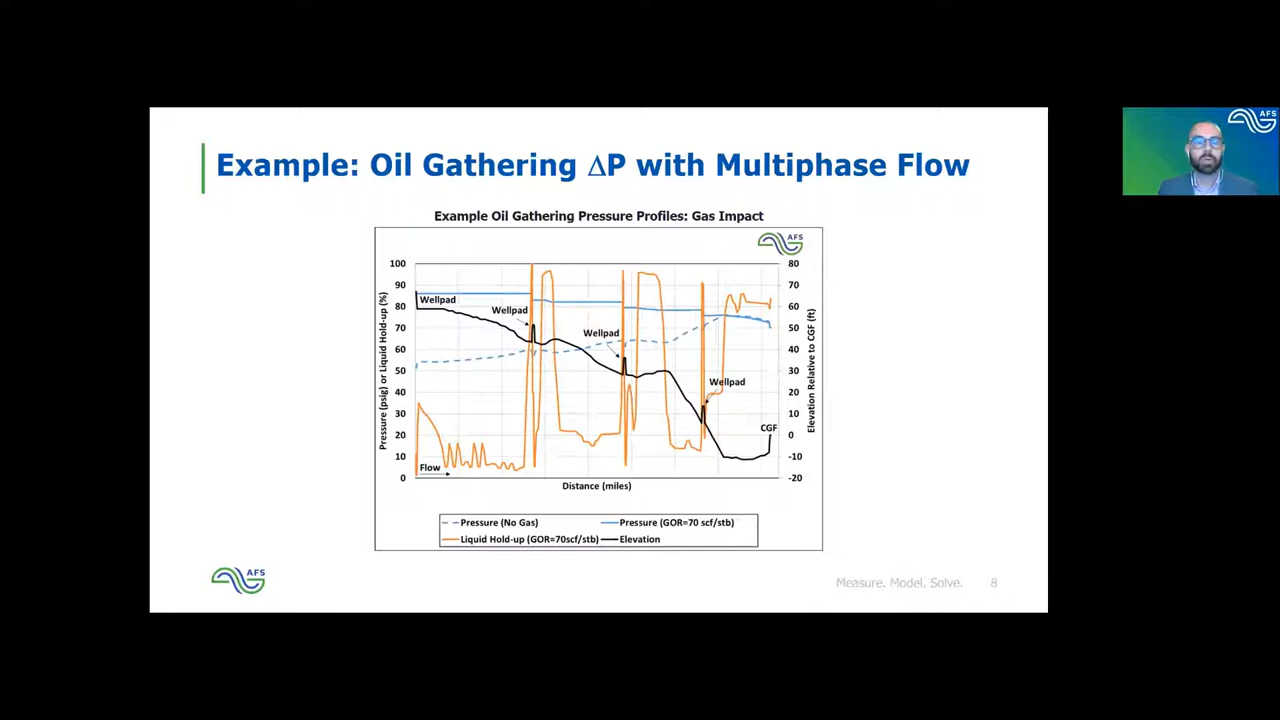 AFS
Example: Oil Gathering ΔP with Multiphase Flow
Example Oil Gathering Pressure Profiles: Gas Impact
AFS
Pressure (psig) or Liquid Hold-up (%)
100
90
80
70
60
50
40
30
20
10
0
Wellpad
Wellpad
Wellpad
Wellpad
CGF
Flow
80
70
60
50
40
30
20
10
0
-10
-20
Elevation Relative to CGF (ft)
Distance (miles)
Pressure (No Gas)
Pressure (GOR=70 scf/stb)
Liquid Hold-up (GOR=70scf/stb)
Elevation
AFS
Measure. Model. Solve.
8